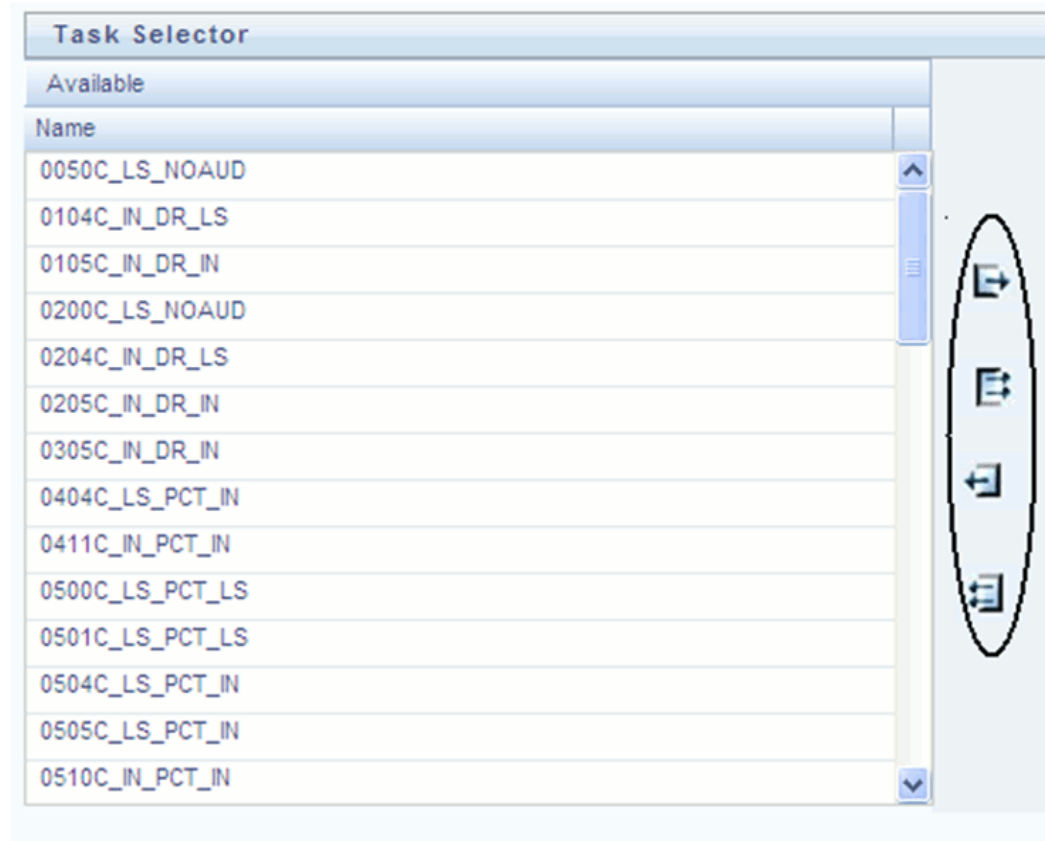 Task Selector
Available
Name
0050C_LS_NOAUD
0104C_IN_DR_LS
0105C_IN_DR_IN
0200C_LS_NOAUD
0204C_IN_DR_LS
0205C_IN_DR_IN
0305C_IN_DR_IN
0404C_LS_PCT_IN
0411C_IN_PCT_IN
0500C_LS_PCT_LS
0501C_LS_PCT_LS
0504C_LS_PCT_IN
0505C_LS_PCT_IN
0510C_IN_PCT_IN